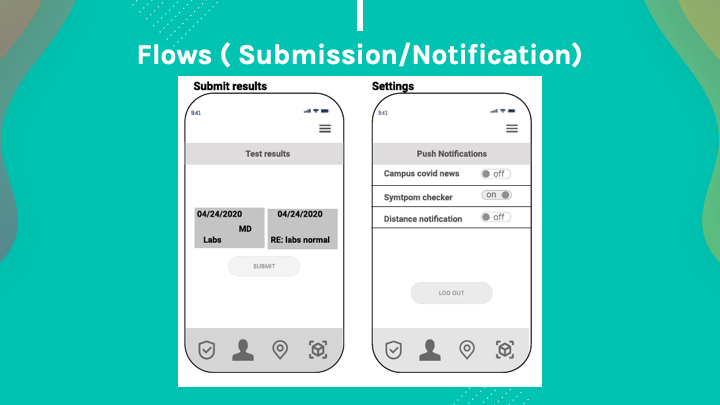 Flows ( Submission/Notification)
Submit results
9:41
Test results
04/24/2020
MD
Labs
04/24/2020
RE: labs normal
SUBMIT
Settings
9:41
Push Notifications
Campus covid news off
Symtpom checker on
Distance notification off
LOG OUT